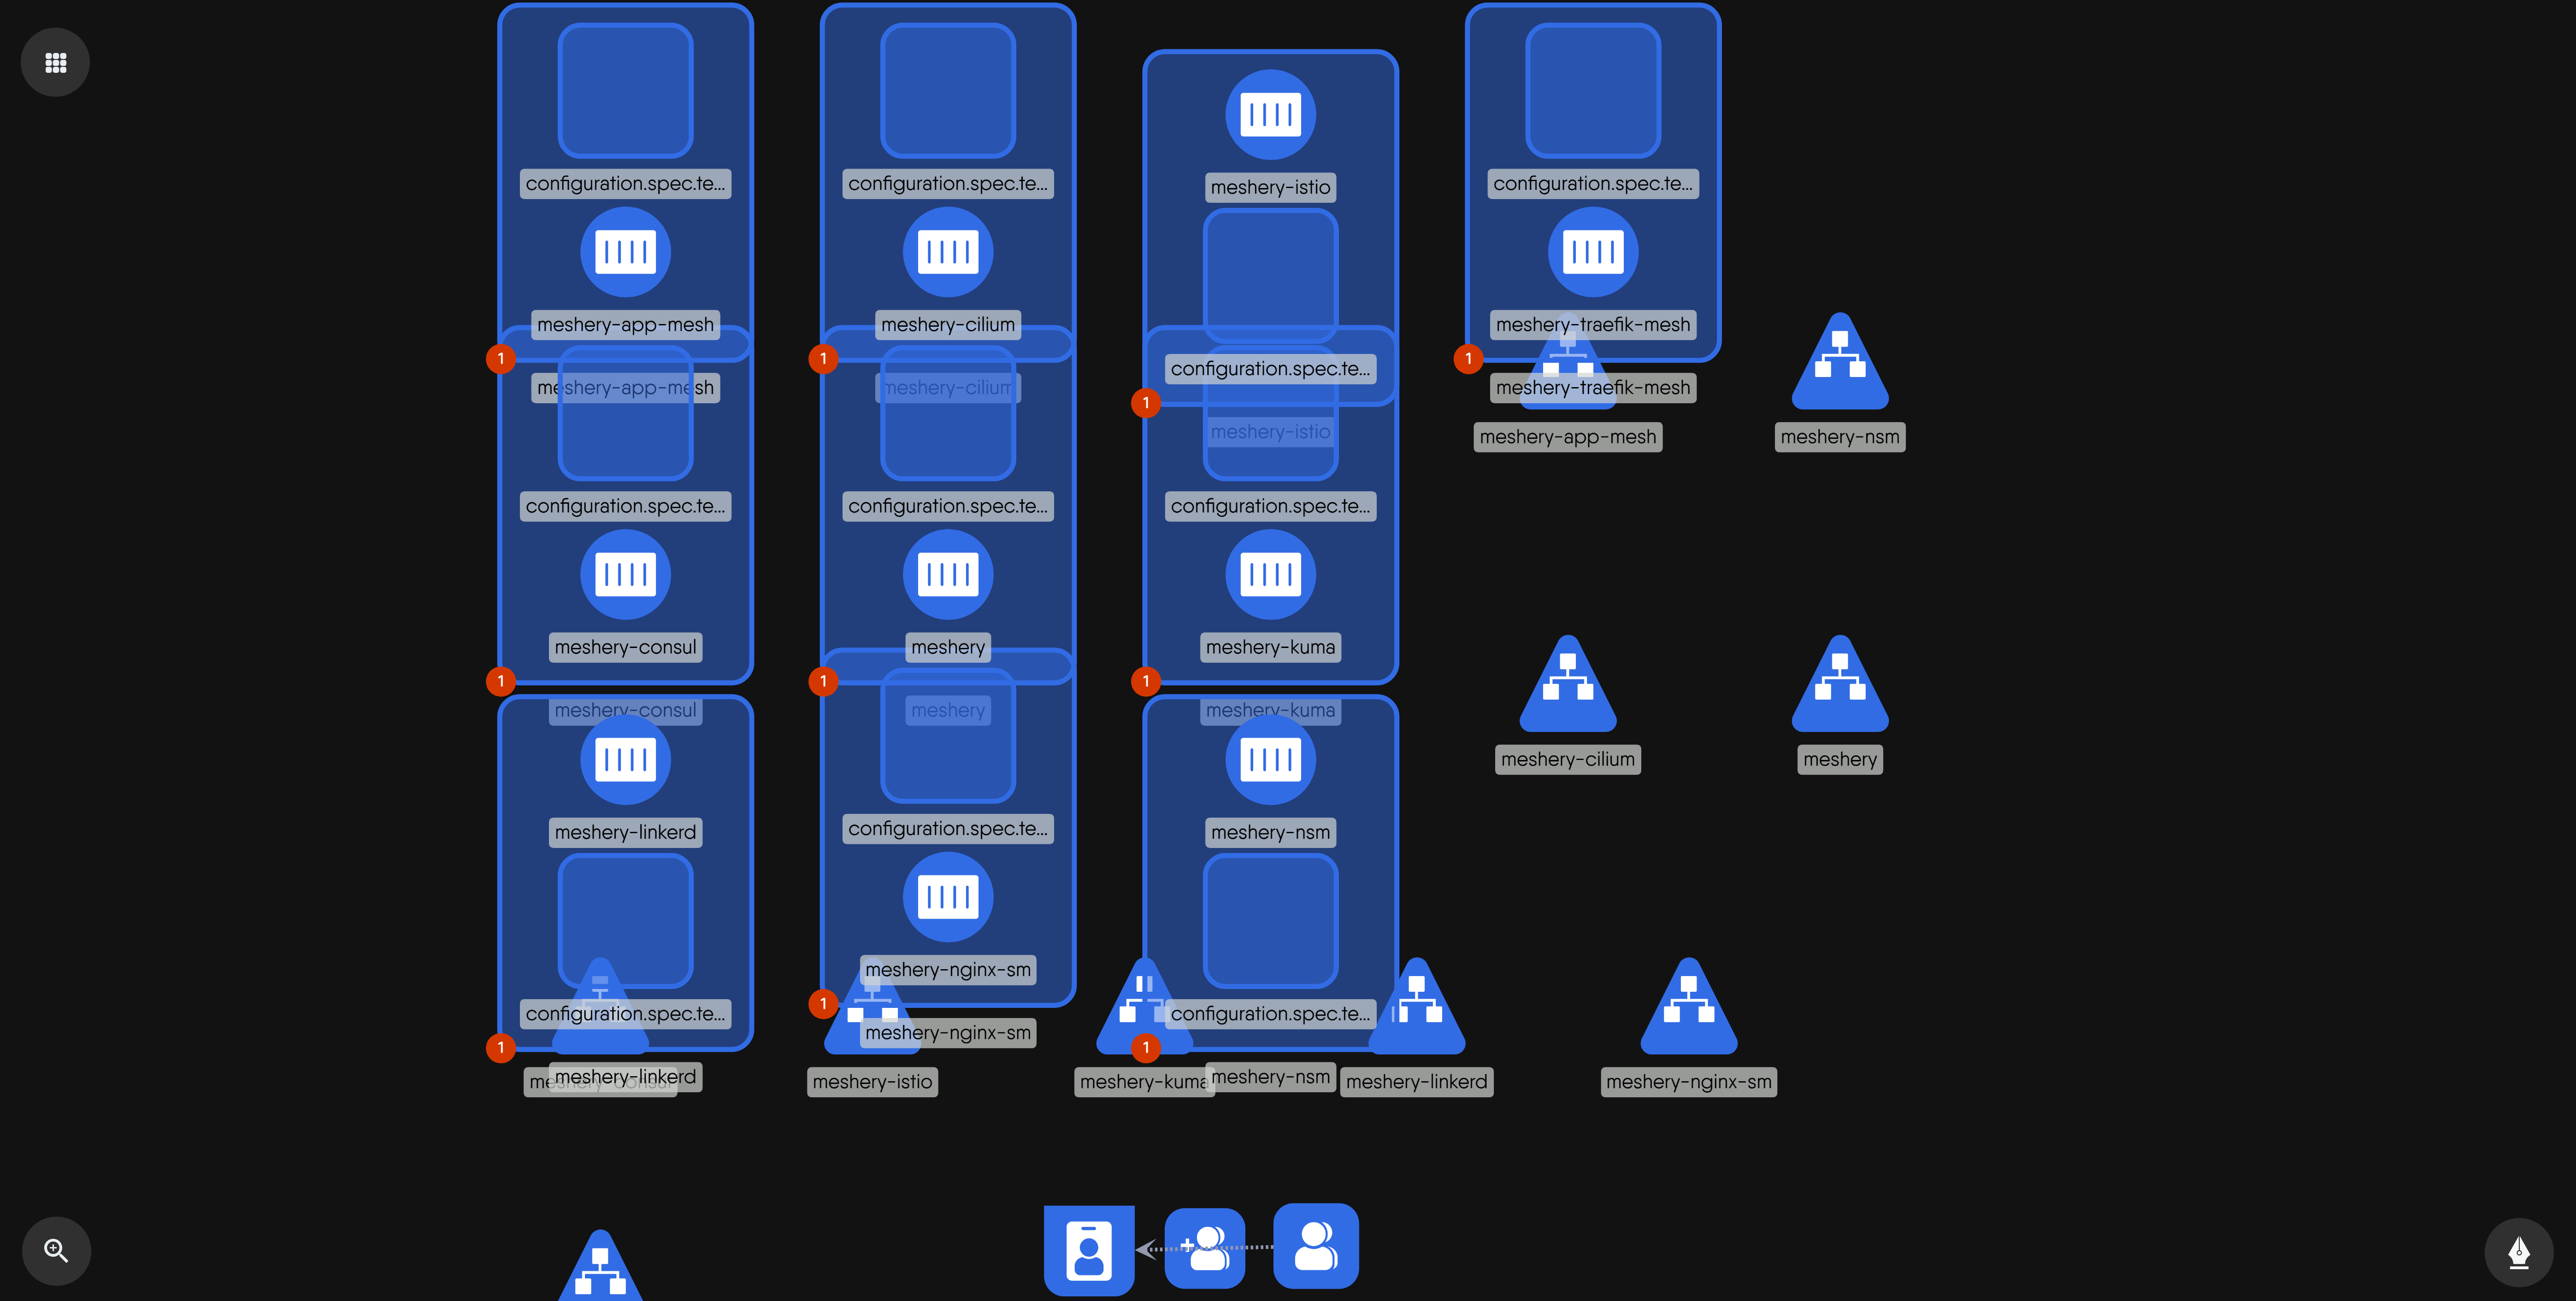 configuration.spec.te...
configuration.spec.te...
meshery-istio
configuration.spec.te...
meshery-app-mesh
meshery-cilium
meshery-traefik-mesh
1
1
configuration.spec.te...
1
meshery-app-mesh
meshery-cilium
1
meshery-traefik-mesh
meshery-istio
meshery-app-mesh
meshery-nsm
configuration.spec.te...
configuration.spec.te...
configuration.spec.te...
meshery-consul
meshery
meshery-kuma
1
1
1
meshery-consul
meshery
meshery-kuma
meshery-cilium
meshery
meshery-linkerd
configuration.spec.te...
meshery-nsm
meshery-nginx-sm
configuration.spec.te...
1
configuration.spec.te...
meshery-nginx-sm
1
1
meshery-consul
meshery-linkerd
meshery-istio
meshery-kuma
meshery-nsm
meshery-linkerd
meshery-nginx-sm